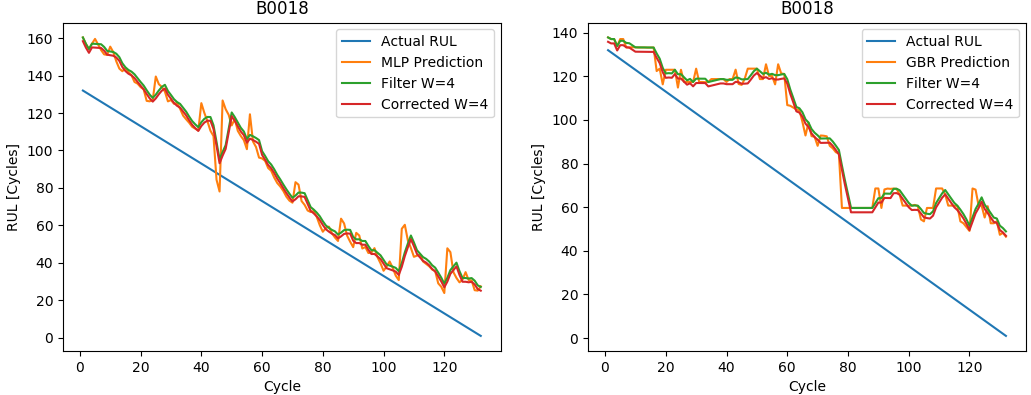 B0018
RUL [Cycles]
160
140
120
100
80
60
40
20
0
Actual RUL
MLP Prediction
Filter W=4
Corrected W=4
0 20 40 60 80 100 120
Cycle
B0018
RUL [Cycles]
140
120
100
80
60
40
20
0
Actual RUL
GBR Prediction
Filter W=4
Corrected W=4
0 20 40 60 80 100 120
Cycle